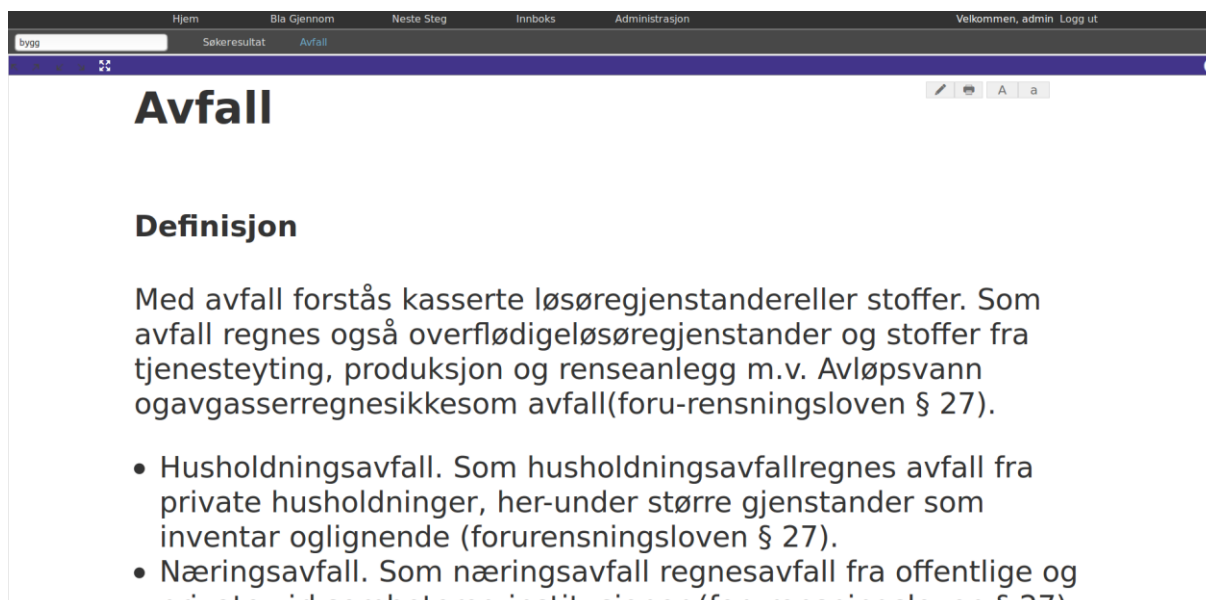 Hjem Bla Gjennom Neste Steg Innboks Administrasjon Velkommen, admin Logg ut
bygg Søkeresultat Avfall
A a
Avfall
Definisjon
Med avfall forstås kasserte løsøregjenstandereller stoffer. Som
avfall regnes også overflødigeløsøregjenstander og stoffer fra
tjenesteyting, produksjon og renseanlegg m.v. Avløpsvann
ogavgasserregnesikkesom avfall(foru-rensningsloven § 27).
• Husholdningsavfall. Som husholdningsavfallregnes avfall fra
private husholdninger, her-under større gjenstander som
inventar oglignende (forurensningsloven § 27).
• Næringsavfall. Som næringsavfall regnesavfall fra offentlige og